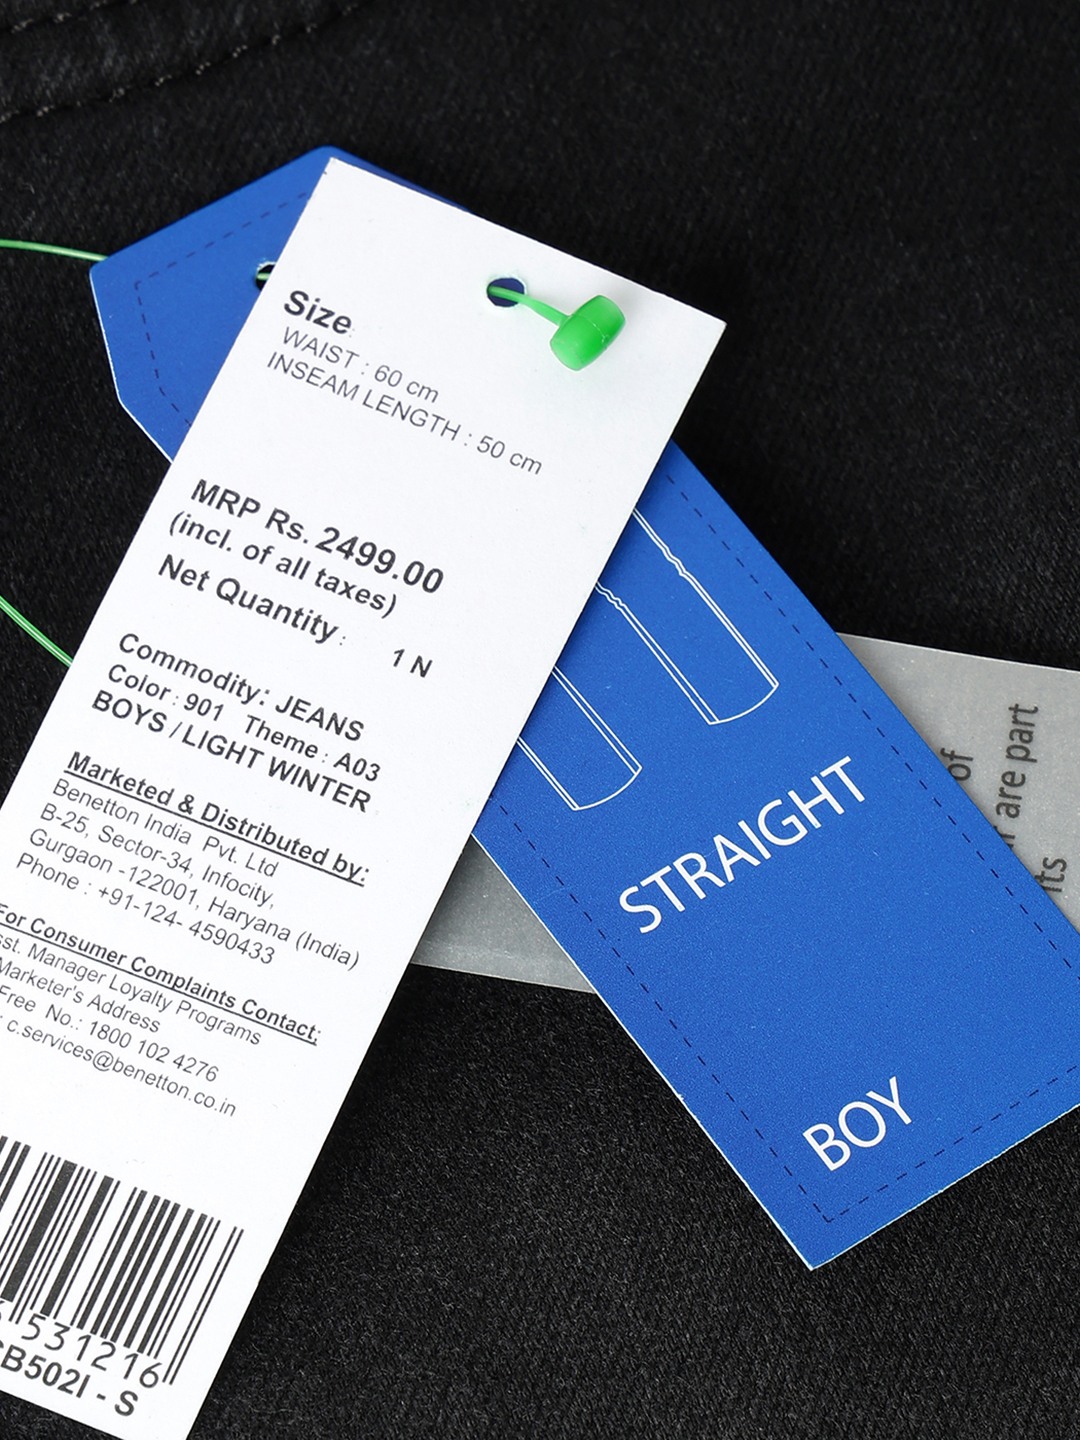 Size:
WAIST : 60 cm
INSEAM LENGTH : 50 cm
MRP Rs. 2499.00
(incl. of all taxes)
Net Quantity : 1 N
Commodity: JEANS
Color : 901 Theme : A03
BOYS / LIGHT WINTER
Marketed & Distributed by:
Benetton India Pvt. Ltd
B-25, Sector-34, Infocity,
Gurgaon -122001, Haryana (India)
Phone : +91-124- 4590433
For Consumer Complaints Contact;
Manager Loyalty Programs
Marketer's Address
Free No.: 1800 102 4276
c.services@benetton.co.in
531216
B502I - S
STRAIGHT
BOY
of
are part